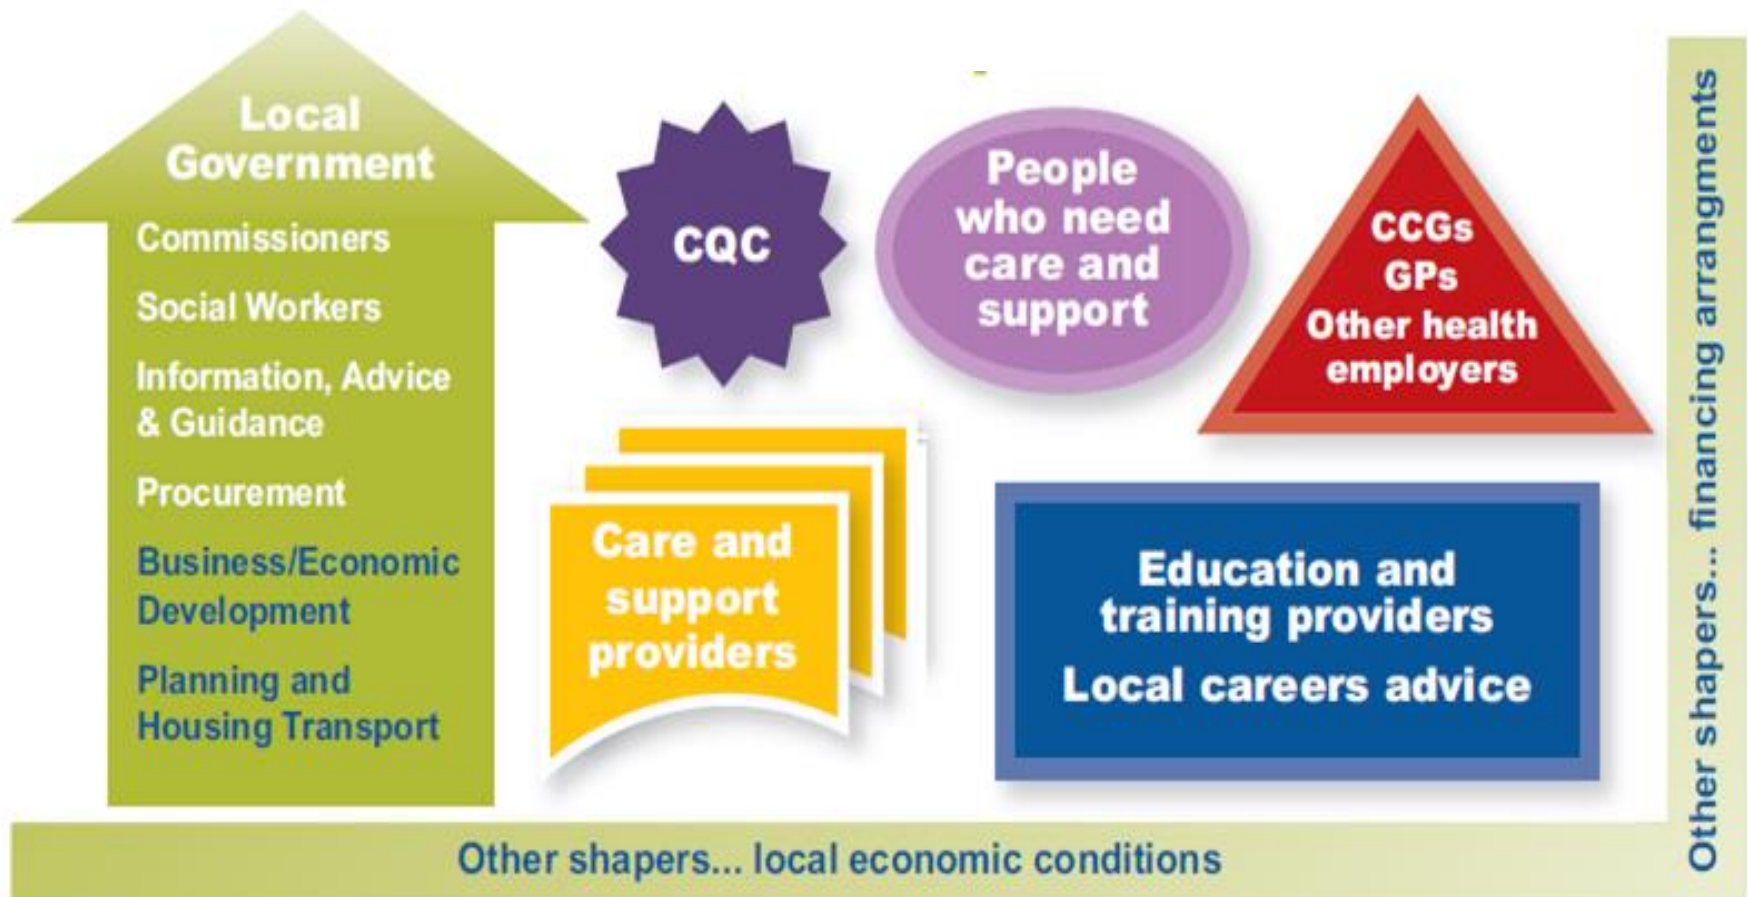 Local
Government
Commissioners
Social Workers
Information, Advice
& Guidance
Procurement
Business/Economic
Development
Planning and
Housing Transport
CQC
People
who need
care and
support
CCGs
GPs
Other health
employers
Care and
support
providers
Education and
training providers
Local careers advice
Other shapers... local economic conditions
Other shapers... financing arrangments